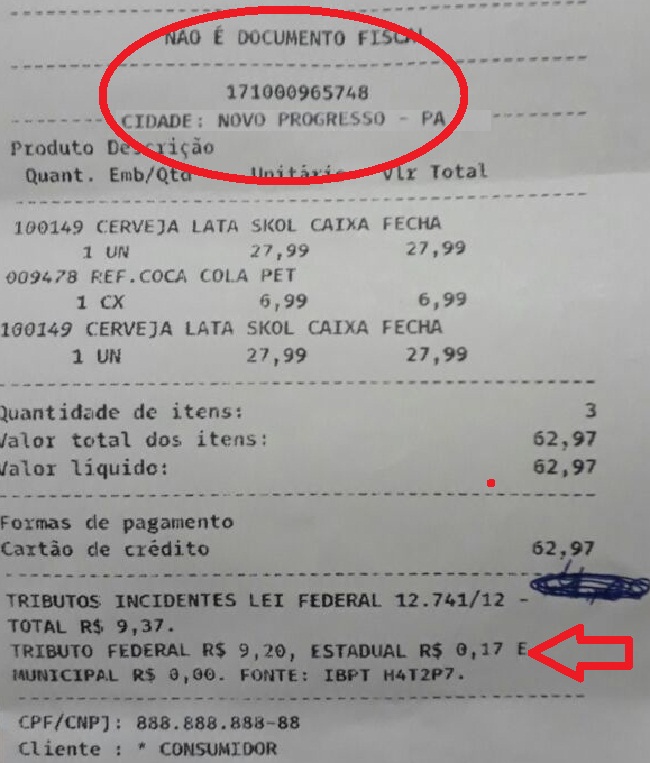 NÃO É DOCUMENTO FISCAL
171000965748
CIDADE: NOVO PROGRESSO - PA
Produto Descrição
Quant. Emb/Qtd Unitário Vlr Total
100149 CERVEJA LATA SKOL CAIXA FECHA
1 UN 27,99 27,99
009478 REF.COCA COLA PET
1 CX 6,99 6,99
100149 CERVEJA LATA SKOL CAIXA FECHA
1 UN 27,99 27,99
Quantidade de itens: 3
Valor total dos itens: 62,97
Valor líquido: 62,97
Formas de pagamento
Cartão de crédito 62,97
TRIBUTOS INCIDENTES LEI FEDERAL 12.741/12 -
TOTAL R$ 9,37.
TRIBUTO FEDERAL R$ 9,20, ESTADUAL R$ 0,17 E
MUNICIPAL R$ 0,00. FONTE: IBPT H4T2P7.
CPF/CNPJ: 888.888.888-88
Cliente : * CONSUMIDOR